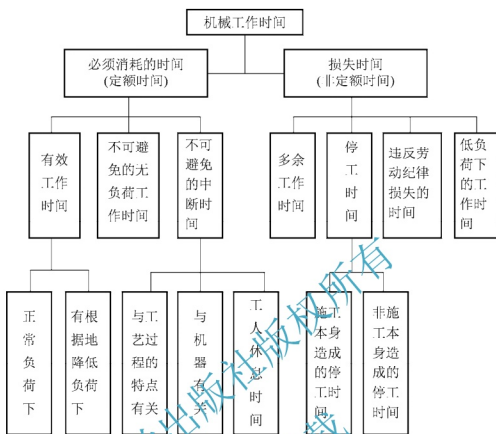 机械工作时间
必须消耗的时间
(定额时间)
损失时间
(非定额时间)
有效
工作
时间
不可避
免的无
负荷工
作时间
不可
避免
的中
断时
间
多余
工作
时间
停
工
时
间
违反劳
动纪律
损失的
时间
低负
荷下
的工
作时
间
正
常
负
荷
下
有根
据地
降低
负荷
下
与工
艺过
程的
特点
有关
与
机
器
有
关
工
人
休
息
时
间
施工
本身
造成
的停
工时
间
非施
工本
身造
成的
停工
时间
出版社版权所有